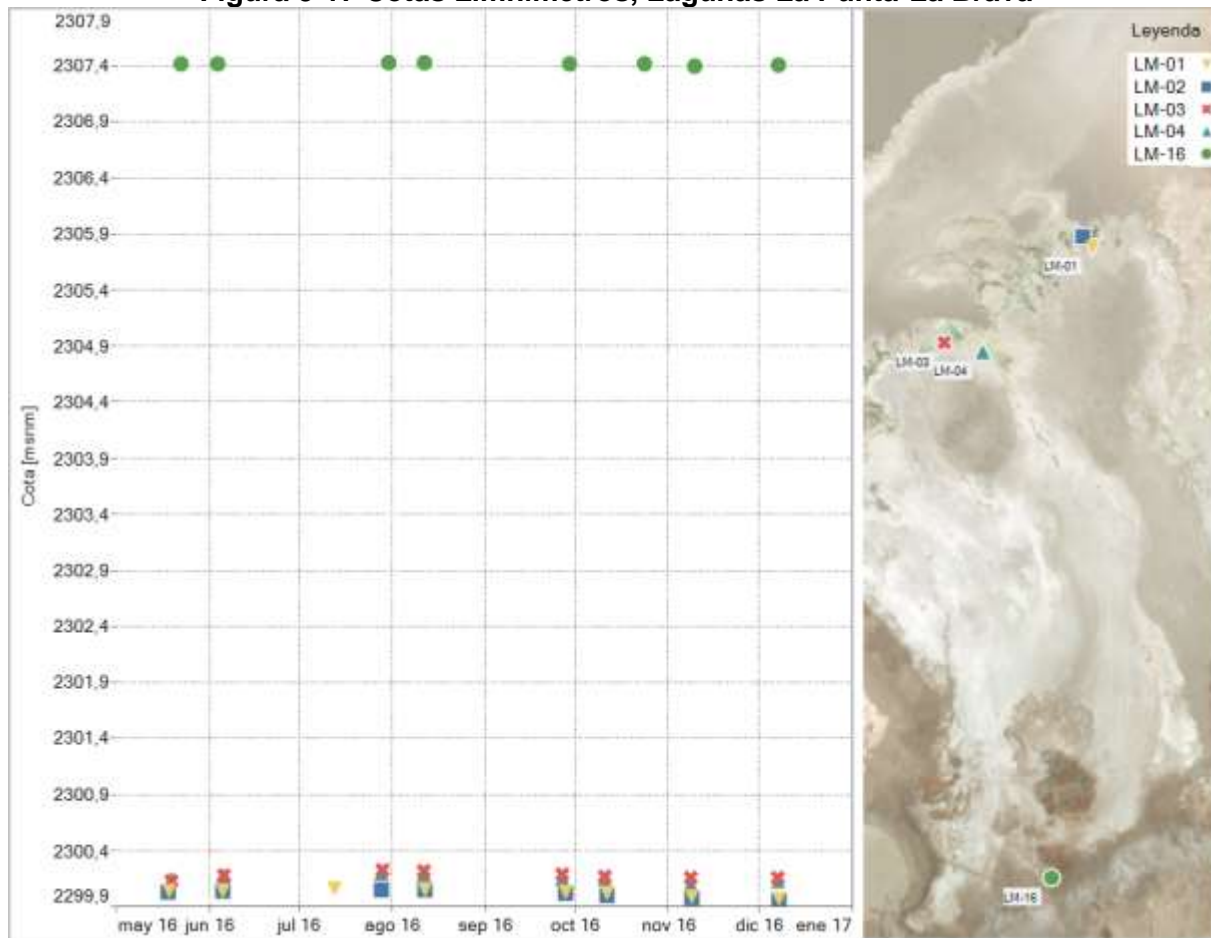 Figura 3-47: Cotas Limnímetros, Lagunas La Punta-La Brava
2307,9
2307,4
2306,9
2306,4
2305,9
2305,4
2304,9
2304,4
2303,9
2303,4
2302,9
2302,4
2301,9
2301,4
2300,9
2300,4
2299,9
Cota [msnm]
may 16 jun 16 jul 16 ago 16 sep 16 oct 16 nov 16 dic 16 ene 17
Leyenda
LM-01
LM-02
LM-03
LM-04
LM-16
LM-01
LM-03
LM-04
LM-16